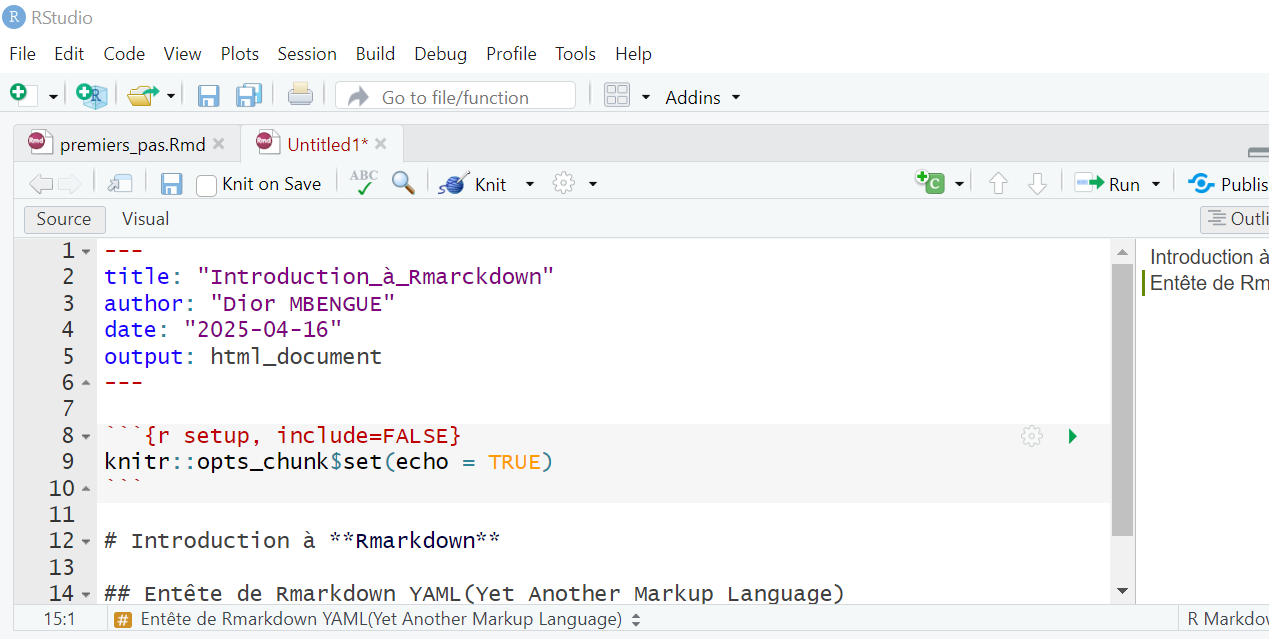 RStudio
File Edit Code View Plots Session Build Debug Profile Tools Help
Go to file/function Addins
premiers_pas.Rmd Untitled1*
Knit on Save ABC Knit Run Publis
Source Visual Outli
1 ---
2 title: "Introduction_à_Rmarckdown"
3 author: "Dior MBENGUE"
4 date: "2025-04-16"
5 output: html_document
6 ---
7
8 ```{r setup, include=FALSE}
9 knitr::opts_chunk$set(echo = TRUE)
10 ```
11
12 # Introduction à **Rmarkdown**
13
14 ## Entête de Rmarkdown YAML(Yet Another Markup Language)
Introduction à
Entête de Rm
15:1 # Entête de Rmarkdown YAML(Yet Another Markup Language) R Markdow